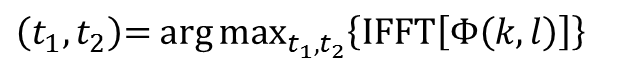 (t₁,t₂)= arg max_{t₁,t₂}{IFFT[Φ(k, l)]}